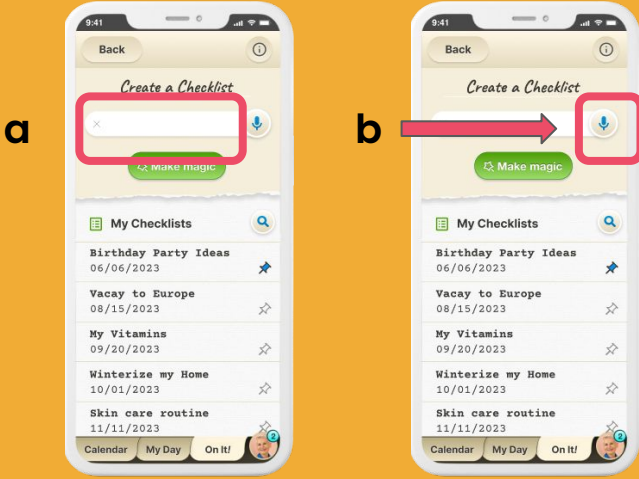 a
9:41
Back
Create a Checklist
Make magic
My Checklists
Birthday Party Ideas
06/06/2023
Vacay to Europe
08/15/2023
My Vitamins
09/20/2023
Winterize my Home
10/01/2023
Skin care routine
11/11/2023
2
Calendar My Day On It!
b
9:41
Back
Create a Checklist
Make magic
My Checklists
Birthday Party Ideas
06/06/2023
Vacay to Europe
08/15/2023
My Vitamins
09/20/2023
Winterize my Home
10/01/2023
Skin care routine
11/11/2023
2
Calendar My Day On It!